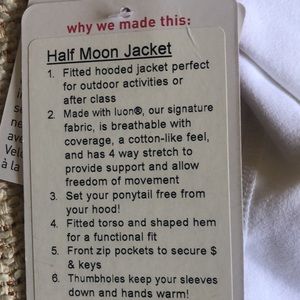 why we made this:
Half Moon Jacket
1. Fitted hooded jacket perfect
for outdoor activities or
after class
2. Made with luon®, our signature
fabric, is breathable with
coverage, a cotton-like feel,
and has 4 way stretch to
provide support and allow
freedom of movement
3. Set your ponytail free from
your hood!
4. Fitted torso and shaped hem
for a functional fit
5. Front zip pockets to secure $
& keys
6. Thumbholes keep your sleeves
down and hands warm!
à la